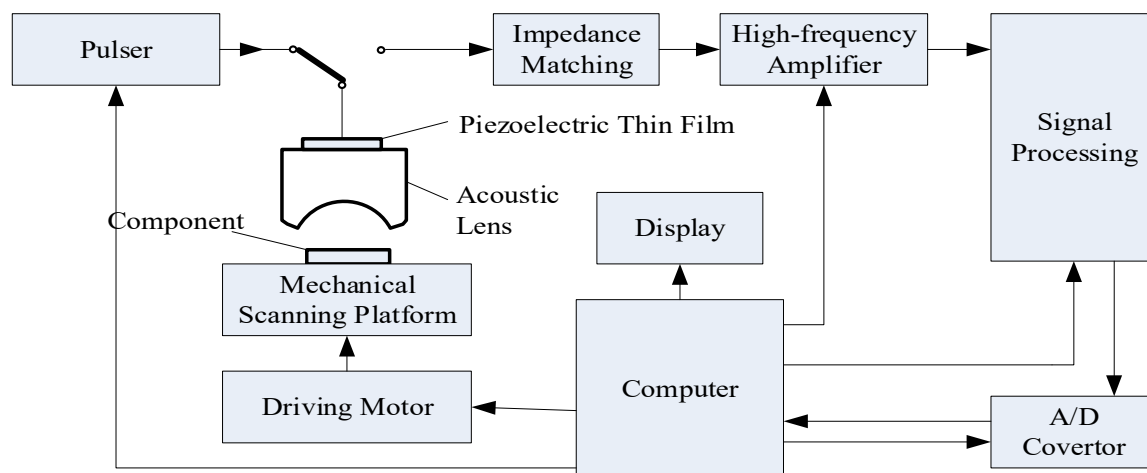 Pulser
Impedance
Matching
High-frequency
Amplifier
Signal
Processing
Piezoelectric Thin Film
Acoustic
Lens
Component
Display
Mechanical
Scanning Platform
Computer
Driving Motor
A/D
Covertor